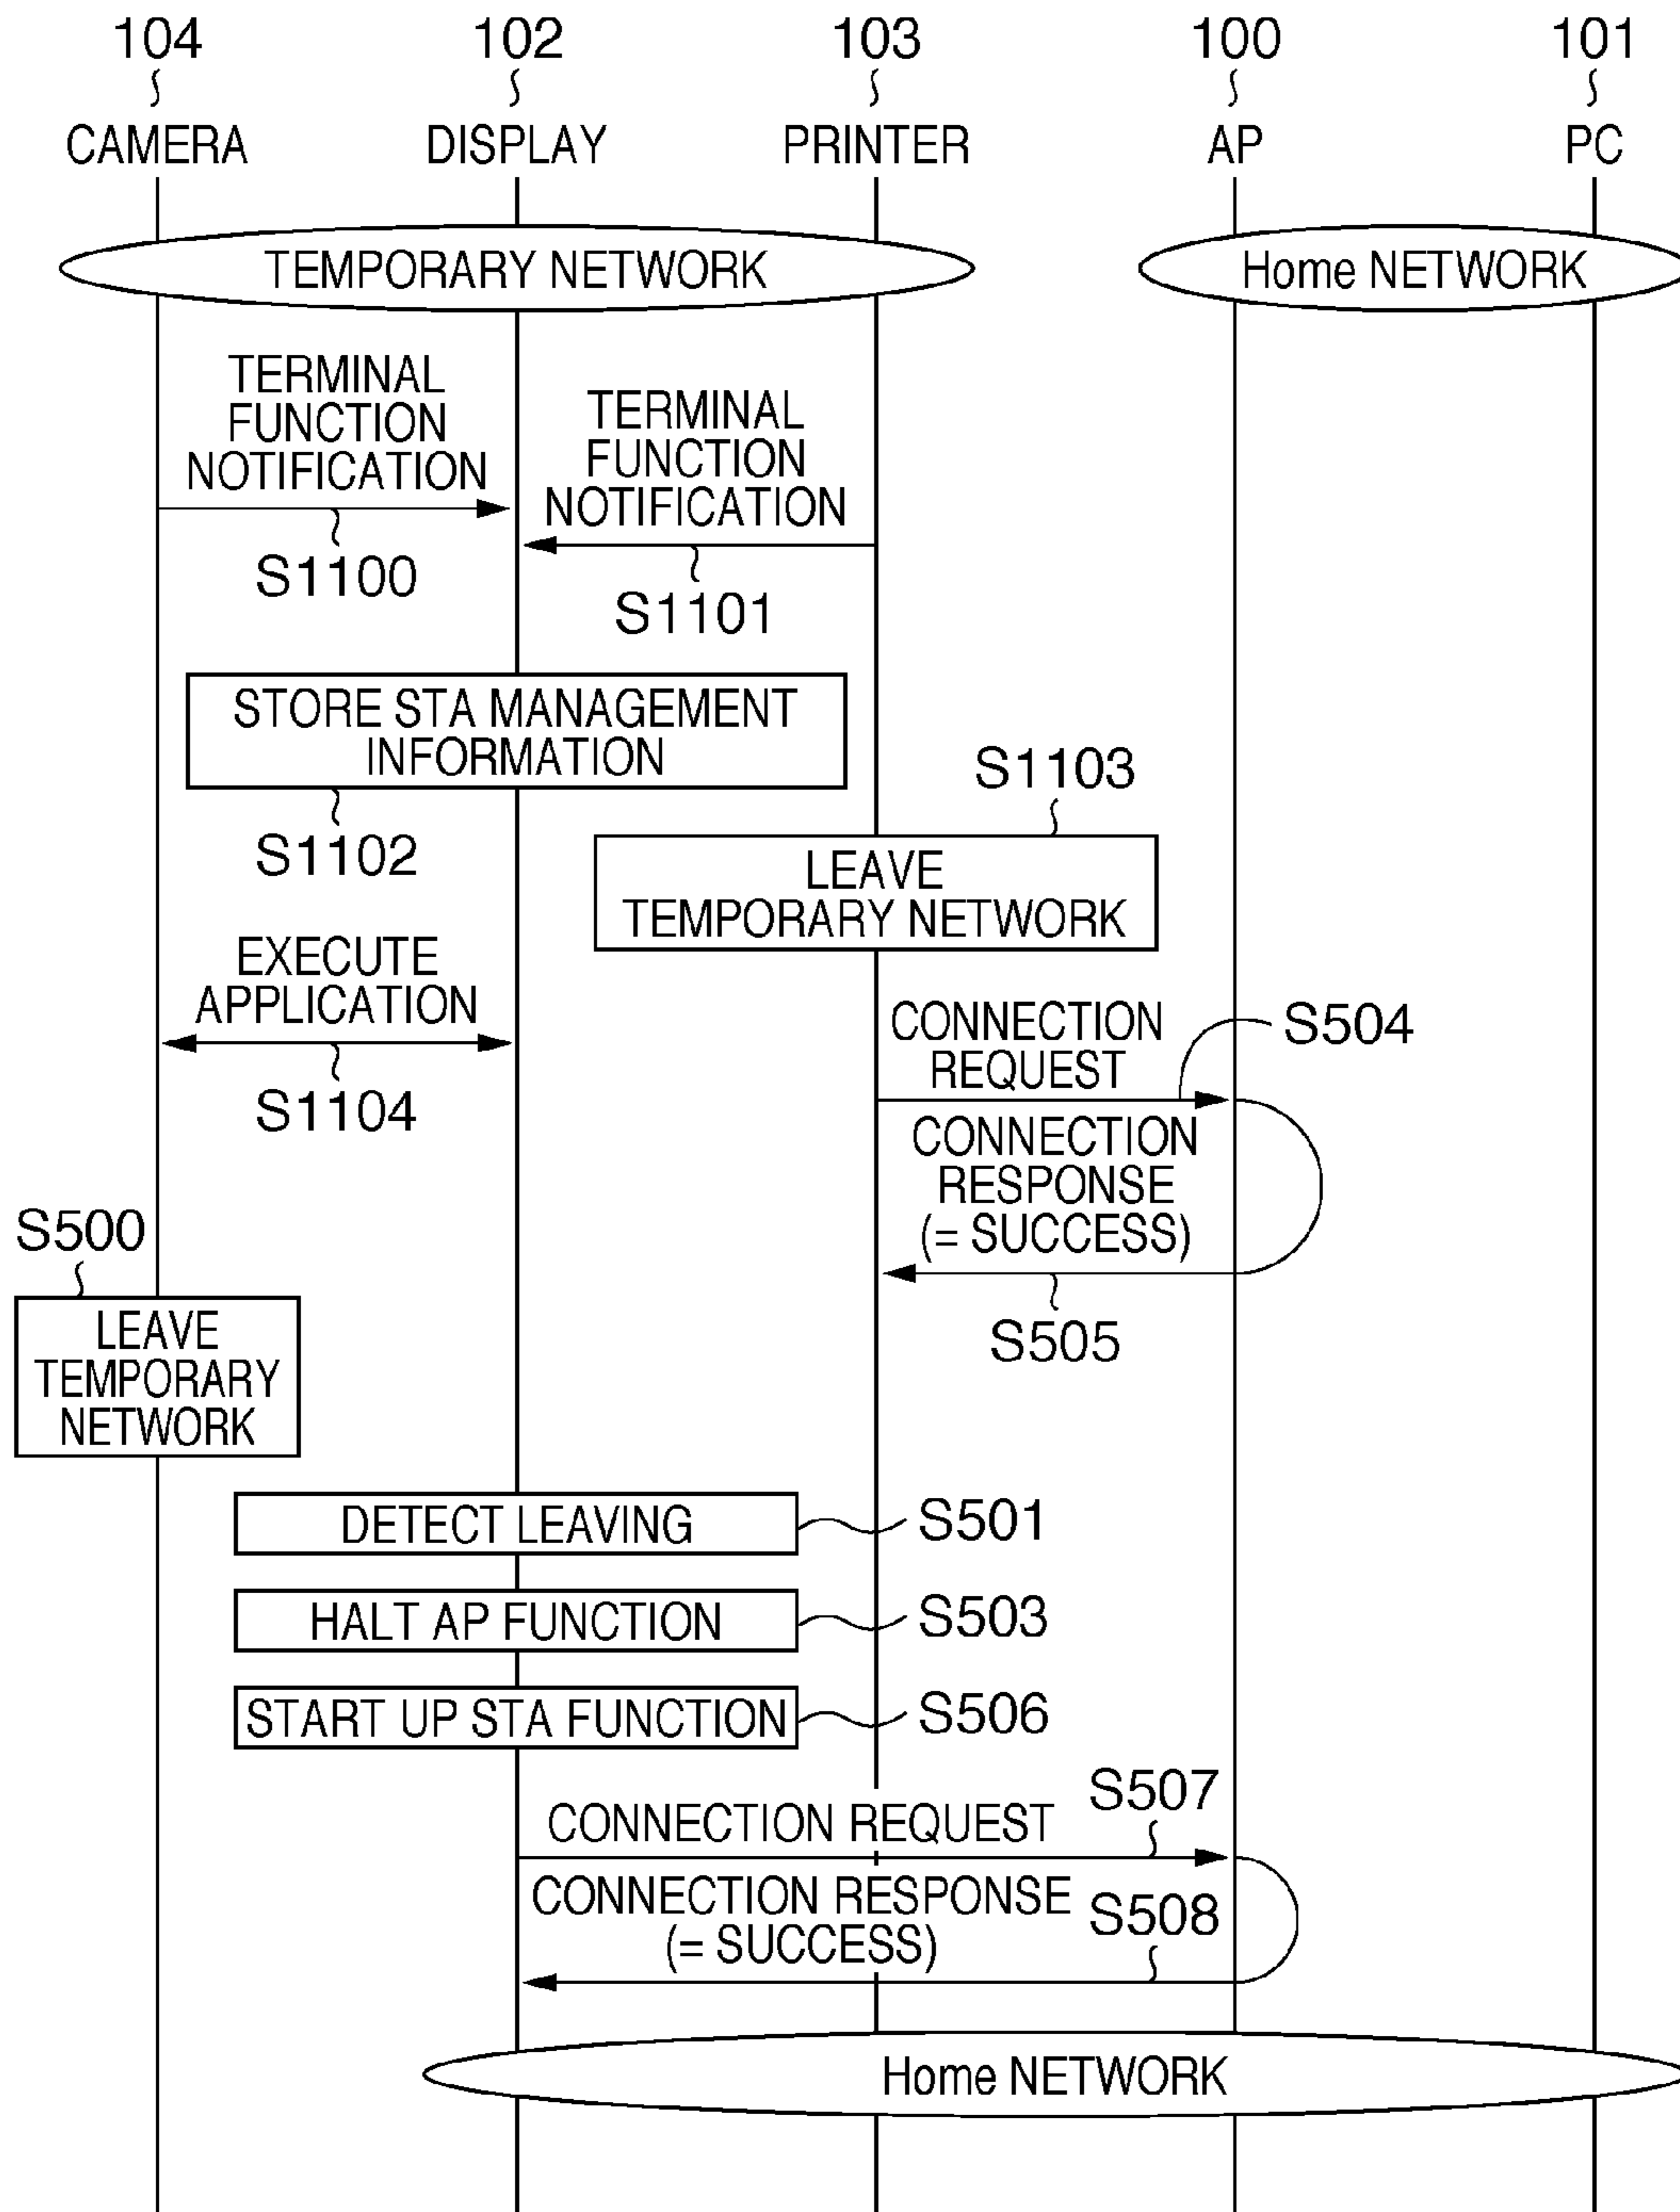 104
102
103
100
101
CAMERA
DISPLAY
PRINTER
AP
PC
TEMPORARY NETWORK
Home NETWORK
TERMINAL
FUNCTION
NOTIFICATION
S1100
TERMINAL
FUNCTION
NOTIFICATION
S1101
STORE STA MANAGEMENT
INFORMATION
S1102
S1103
LEAVE
TEMPORARY NETWORK
EXECUTE
APPLICATION
S1104
CONNECTION
REQUEST
S504
CONNECTION
RESPONSE
(= SUCCESS)
S505
S500
LEAVE
TEMPORARY
NETWORK
DETECT LEAVING
S501
HALT AP FUNCTION
S503
START UP STA FUNCTION
S506
CONNECTION REQUEST
S507
CONNECTION RESPONSE
(= SUCCESS)
S508
Home NETWORK